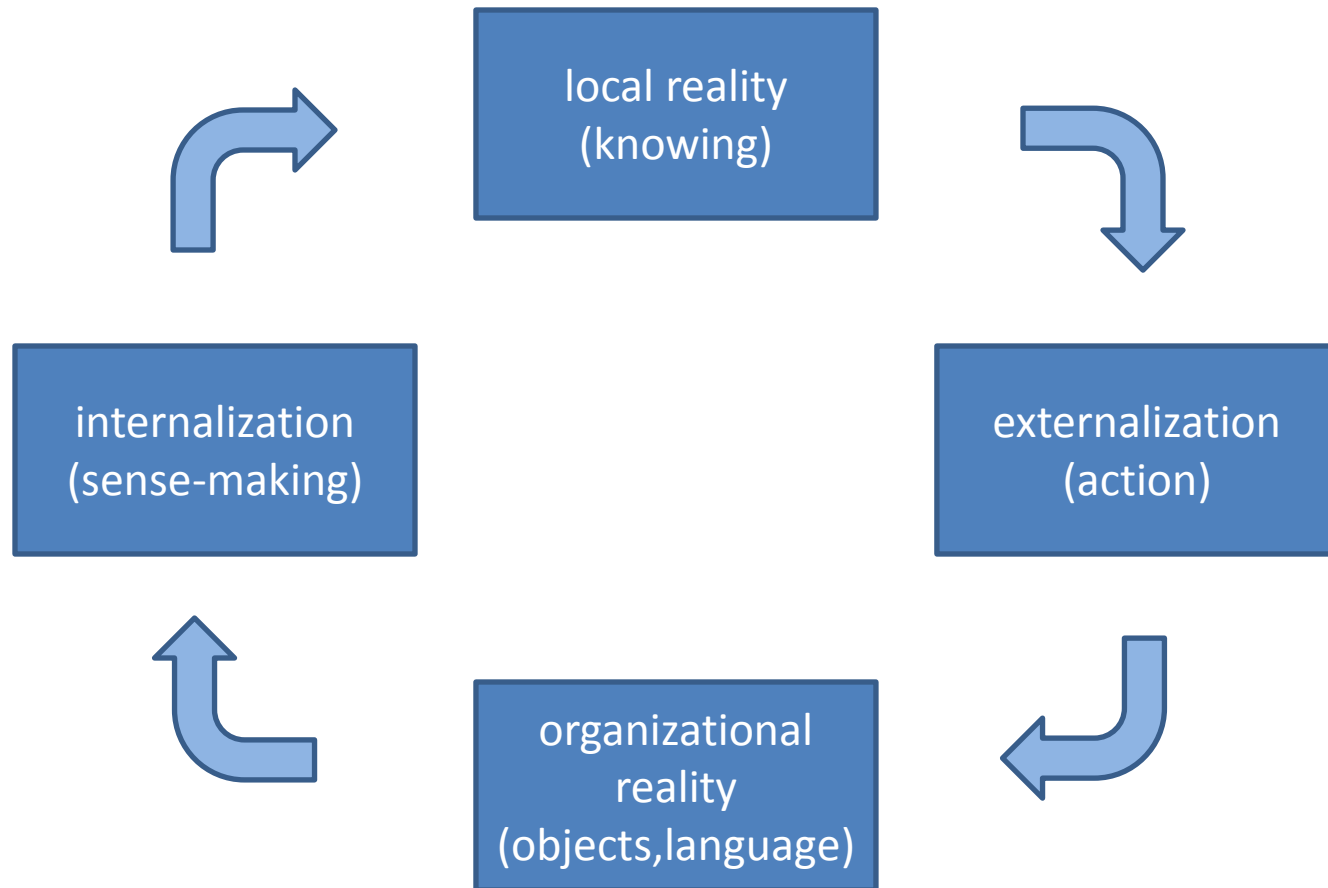 local reality
(knowing)
internalization
(sense-making)
externalization
(action)
organizational
reality
(objects,language)